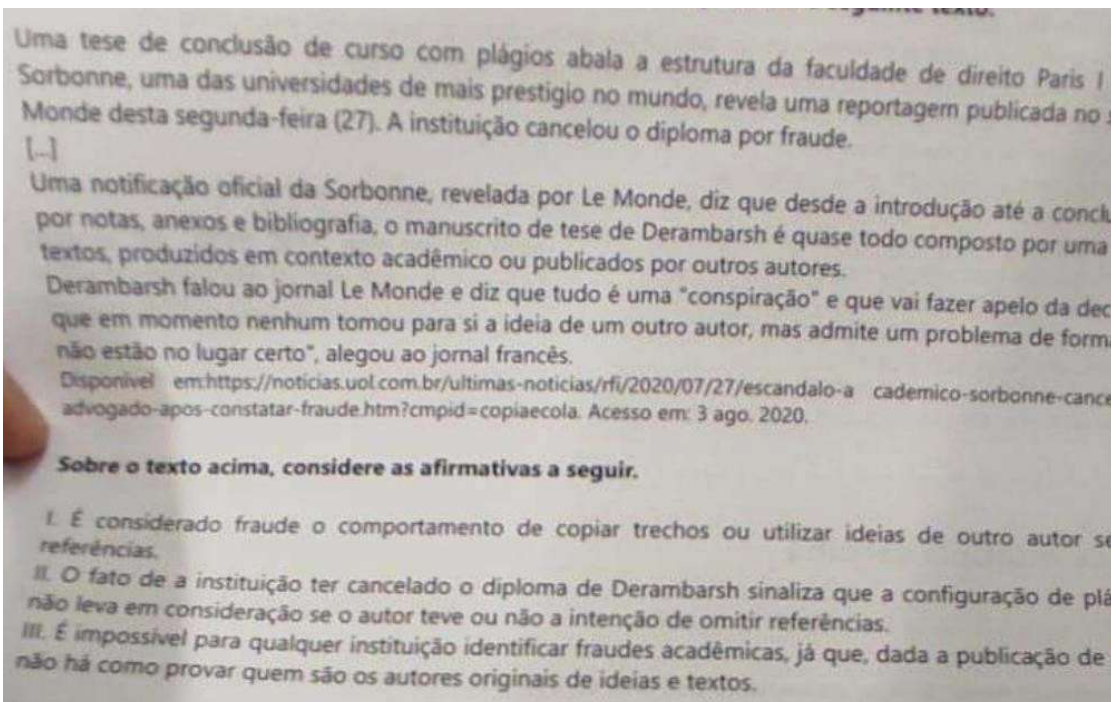 Uma tese de conclusão de curso com plágios abala a estrutura da faculdade de direito Paris I
Sorbonne, uma das universidades de mais prestigio no mundo, revela uma reportagem publicada no
Monde desta segunda-feira (27). A instituição cancelou o diploma por fraude.
[...]
Uma notificação oficial da Sorbonne, revelada por Le Monde, diz que desde a introdução até a
por notas, anexos e bibliografia, o manuscrito de tese de Derambarsh é quase todo composto por uma
textos, produzidos em contexto acadêmico ou publicados por outros autores.
Derambarsh falou ao jornal Le Monde e diz que tudo é uma "conspiração" e que vai fazer apelo da
que em momento nenhum tomou para si a ideia de um outro autor, mas admite um problema de
não estão no lugar certo", alegou ao jornal francês.
Disponível em:https://noticias.uol.com.br/ultimas-noticias/rfi/2020/07/27/escandalo-a cademico-sorbonne-cance
advogado-apos-constatar-fraude.htm?cmpid=copiaecola. Acesso em: 3 ago. 2020.
Sobre o texto acima, considere as afirmativas a seguir.
I. É considerado fraude o comportamento de copiar trechos ou utilizar ideias de outro autor
referências.
II. O fato de a instituição ter cancelado o diploma de Derambarsh sinaliza que a configuração de
não leva em consideração se o autor teve ou não a intenção de omitir referências.
III. É impossível para qualquer instituição identificar fraudes acadêmicas, já que, dada a publicação de
não há como provar quem são os autores originais de ideias e textos.